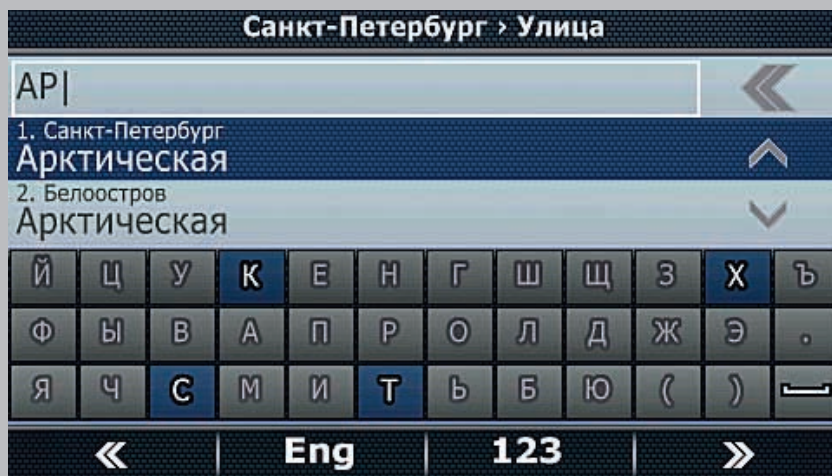 Санкт-Петербург › Улица
АР|
1. Санкт-Петербург
Арктическая
2. Белоостров
Арктическая
Й Ц У К Е Н Г Ш Щ З Х Ъ
Ф Ы В А П Р О Л Д Ж Э .
Я Ч С М И Т Ь Б Ю ( )
« Eng 123 »